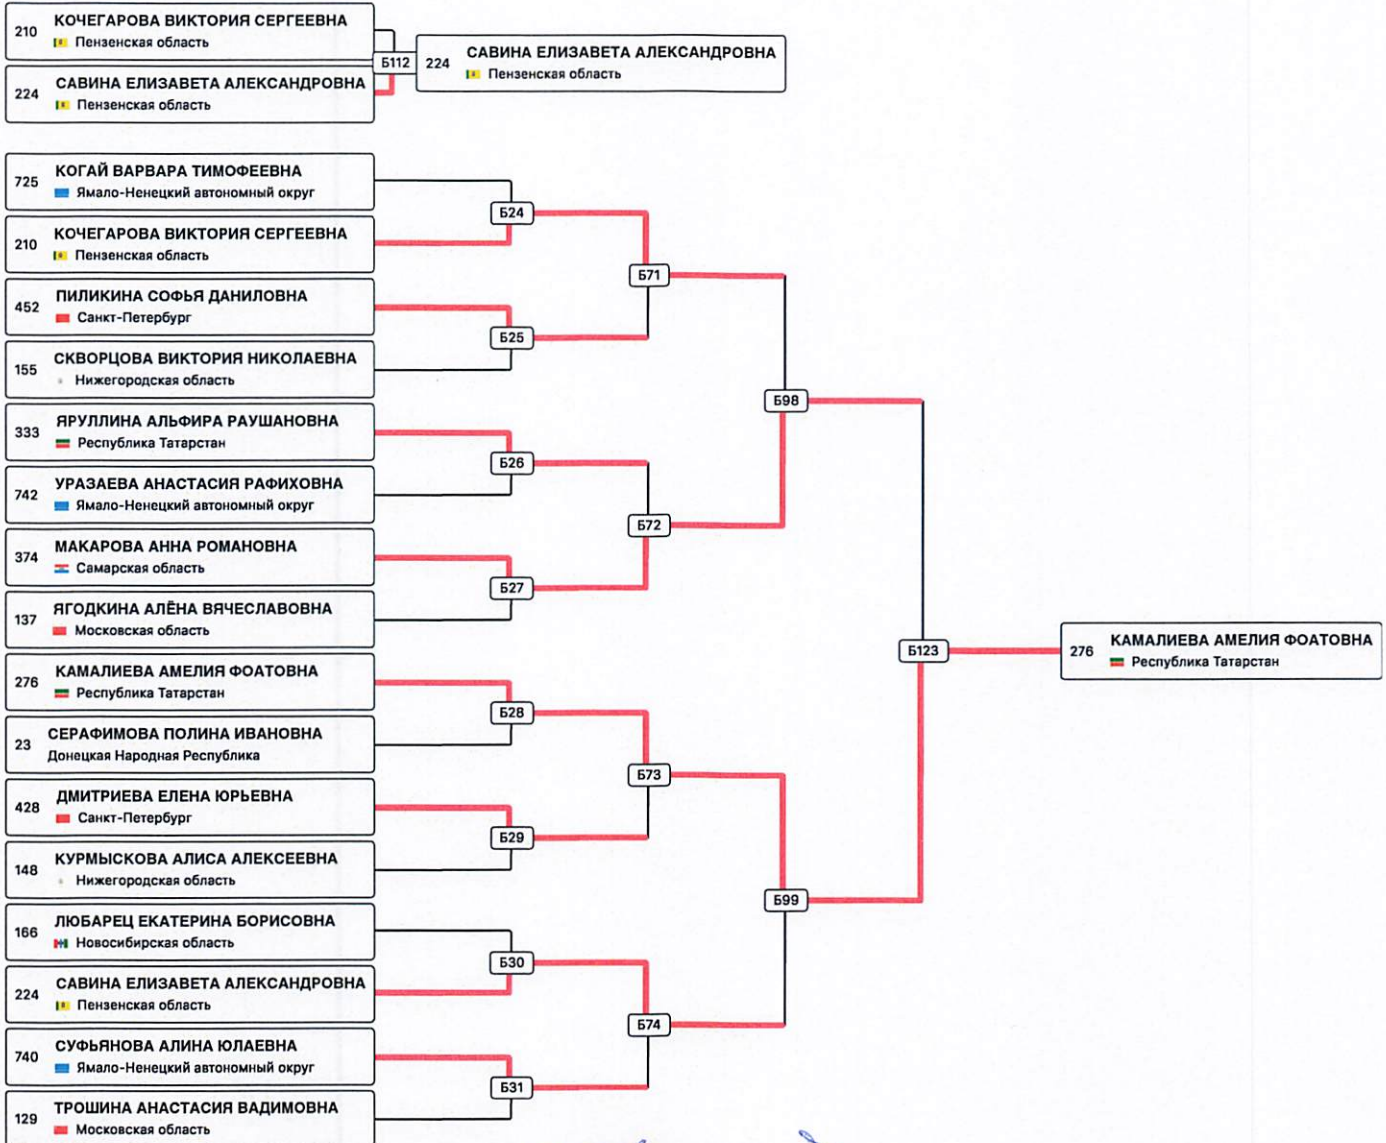 210 КОЧЕГАРОВА ВИКТОРИЯ СЕРГЕЕВНА
Пензенская область
Б112
224 САВИНА ЕЛИЗАВЕТА АЛЕКСАНДРОВНА
Пензенская область
224 САВИНА ЕЛИЗАВЕТА АЛЕКСАНДРОВНА
Пензенская область
725 КОГАЙ ВАРВАРА ТИМОФЕЕВНА
Ямало-Ненецкий автономный округ
Б24
210 КОЧЕГАРОВА ВИКТОРИЯ СЕРГЕЕВНА
Пензенская область
Б71
452 ПИЛИКИНА СОФЬЯ ДАНИЛОВНА
Санкт-Петербург
Б25
155 СКВОРЦОВА ВИКТОРИЯ НИКОЛАЕВНА
Нижегородская область
Б98
333 ЯРУЛЛИНА АЛЬФИРА РАУШАНОВНА
Республика Татарстан
Б26
742 УРАЗАЕВА АНАСТАСИЯ РАФИХОВНА
Ямало-Ненецкий автономный округ
Б72
374 МАКАРОВА АННА РОМАНОВНА
Самарская область
Б27
137 ЯГОДКИНА АЛЁНА ВЯЧЕСЛАВОВНА
Московская область
Б123
276 КАМАЛИЕВА АМЕЛИЯ ФОАТОВНА
Республика Татарстан
276 КАМАЛИЕВА АМЕЛИЯ ФОАТОВНА
Республика Татарстан
Б28
23 СЕРАФИМОВА ПОЛИНА ИВАНОВНА
Донецкая Народная Республика
Б73
428 ДМИТРИЕВА ЕЛЕНА ЮРЬЕВНА
Санкт-Петербург
Б29
148 КУРМЫСКОВА АЛИСА АЛЕКСЕЕВНА
Нижегородская область
Б99
166 ЛЮБАРЕЦ ЕКАТЕРИНА БОРИСОВНА
Новосибирская область
Б30
224 САВИНА ЕЛИЗАВЕТА АЛЕКСАНДРОВНА
Пензенская область
Б74
740 СУФЬЯНОВА АЛИНА ЮЛАЕВНА
Ямало-Ненецкий автономный округ
Б31
129 ТРОШИНА АНАСТАСИЯ ВАДИМОВНА
Московская область